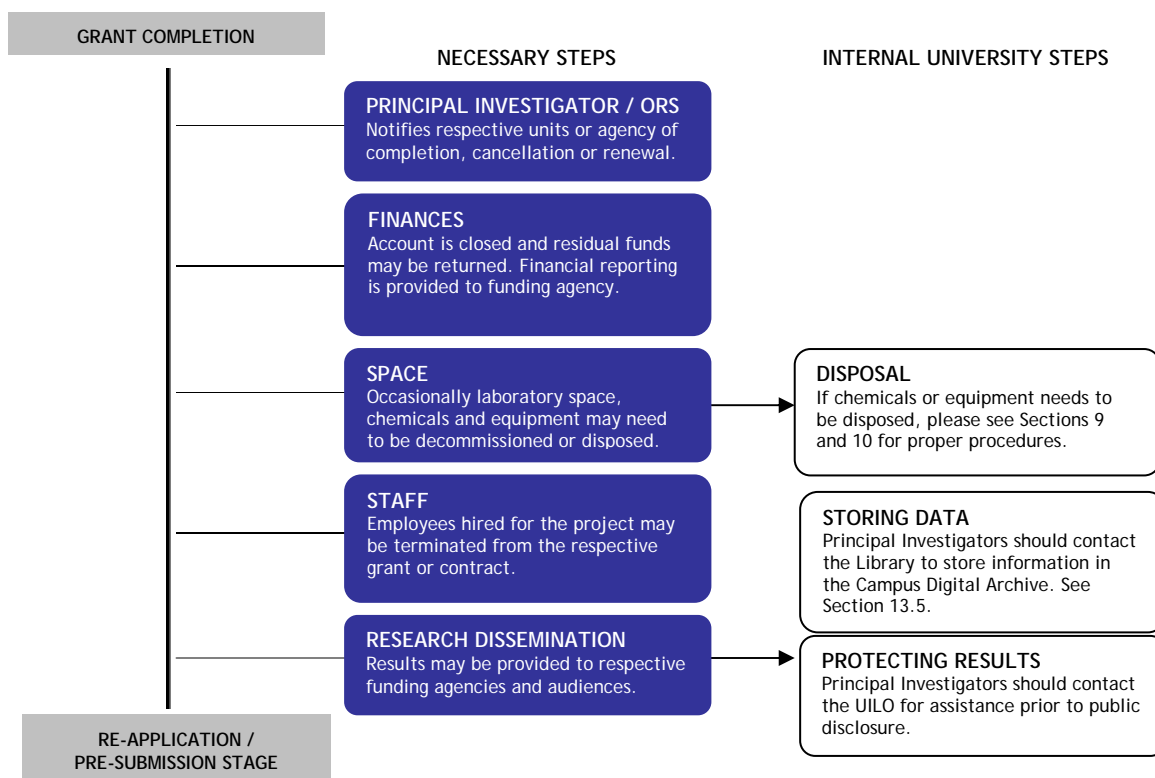 GRANT COMPLETION
NECESSARY STEPS
INTERNAL UNIVERSITY STEPS
PRINCIPAL INVESTIGATOR / ORS
Notifies respective units or agency of
completion, cancellation or renewal.
FINANCES
Account is closed and residual funds
may be returned. Financial reporting
is provided to funding agency.
SPACE
Occasionally laboratory space,
chemicals and equipment may need
to be decommissioned or disposed.
DISPOSAL
If chemicals or equipment needs to
be disposed, please see Sections 9
and 10 for proper procedures.
STAFF
Employees hired for the project may
be terminated from the respective
grant or contract.
STORING DATA
Principal Investigators should contact
the Library to store information in
the Campus Digital Archive. See
Section 13.5.
RESEARCH DISSEMINATION
Results may be provided to respective
funding agencies and audiences.
PROTECTING RESULTS
Principal Investigators should contact
the UILO for assistance prior to public
disclosure.
RE-APPLICATION /
PRE-SUBMISSION STAGE